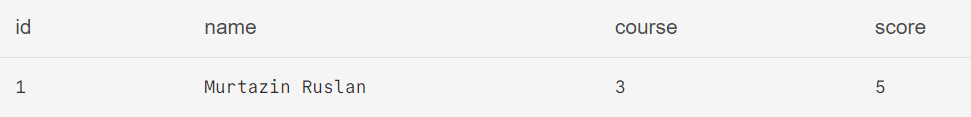 id name course score
1 Murtazin Ruslan 3 5